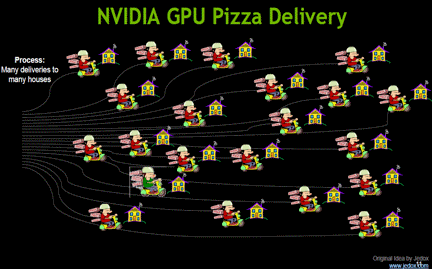 NVIDIA GPU Pizza Delivery
Process:
Many deliveries to
many houses
Original Idea by Jedox
www.jedox.com